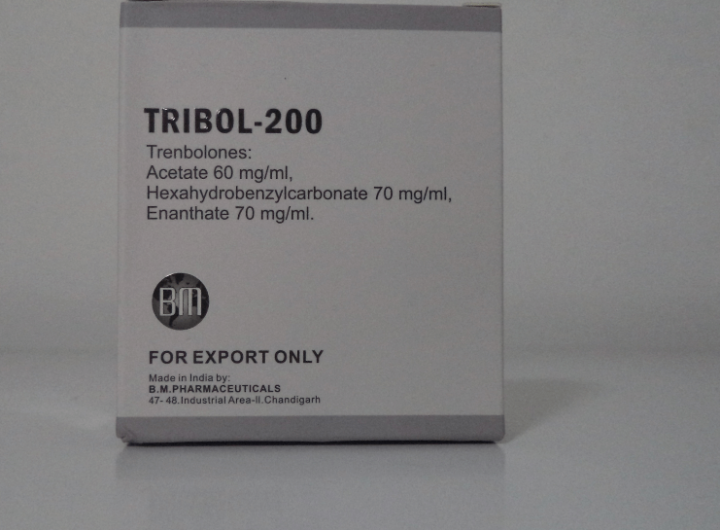 TRIBOL-200
Trenbolones:
Acetate 60 mg/ml,
Hexahydrobenzylcarbonate 70 mg/ml,
Enanthate 70 mg/ml.
BM
FOR EXPORT ONLY
Made in India by:
B.M.PHARMACEUTICALS
47- 48.Industrial Area-II.Chandigarh